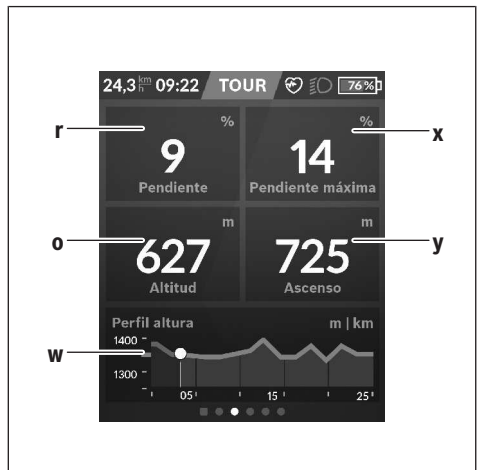 24,3 km/h 09:22 TOUR 76 %
r % % x
9 14
Pendiente Pendiente máxima
o m m y
627 725
Altitud Ascenso
Perfil altura m | km
1400
w
1300
05 15 25